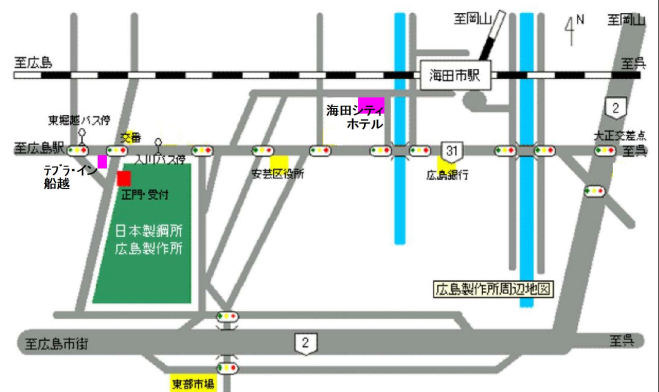 至岡山
至岡山
N
至広島
至呉
海田市駅
2
海田シティ
ホテル
東堀越バス停
交番
大正交差点
至広島駅
入川バス停
31
至呉
テブラ・イン
船越
安芸区役所
広島銀行
正門・受付
日本製鋼所
広島製作所
広島製作所周辺地図
至広島市街
2
至呉
東部市場